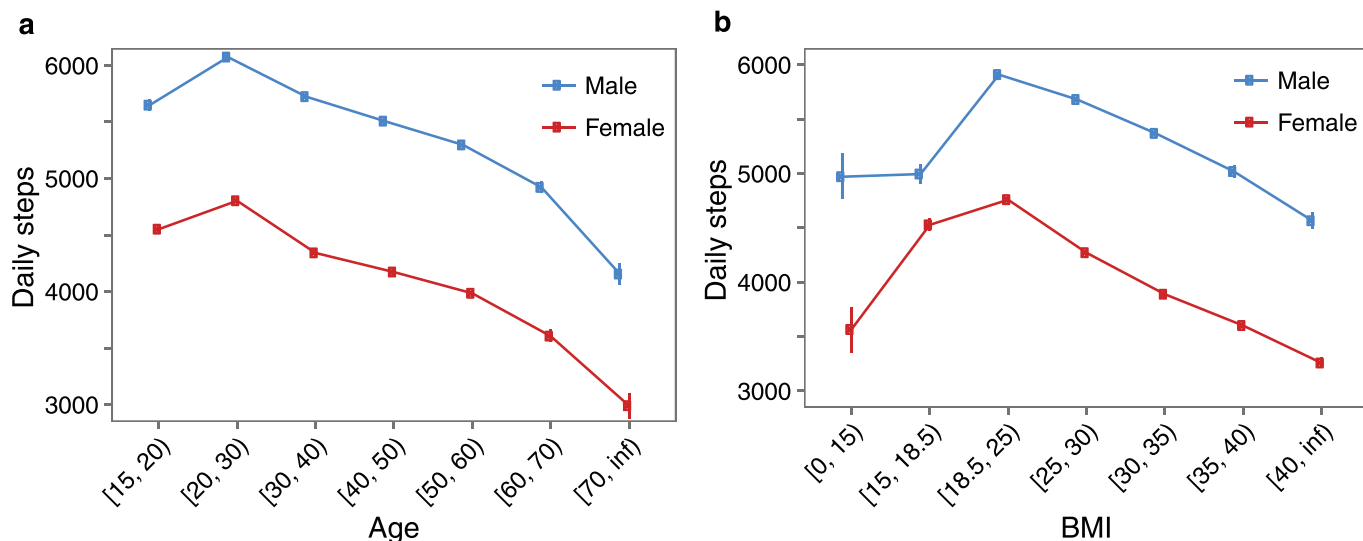 a
Daily steps
6000
5000
4000
3000
Male
Female
[15, 20)
[20, 30)
[30, 40)
[40, 50)
[50, 60)
[60, 70)
[70, inf)
Age
b
Daily steps
6000
5000
4000
3000
Male
Female
[0, 15)
[15, 18.5)
[18.5, 25)
[25, 30)
[30, 35)
[35, 40)
[40, inf)
BMI